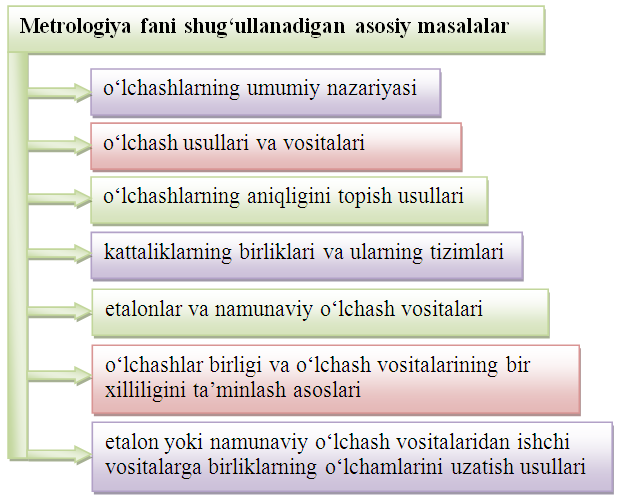 Metrologiya fani shug‘ullanadigan asosiy masalalar
o‘lchashlarning umumiy nazariyasi
o‘lchash usullari va vositalari
o‘lchashlarning aniqligini topish usullari
kattaliklarning birliklari va ularning tizimlari
etalonlar va namunaviy o‘lchash vositalari
o‘lchashlar birligi va o‘lchash vositalarining bir
xilliligini ta’minlash asoslari
etalon yoki namunaviy o‘lchash vositalaridan ishchi
vositalarga birliklarning o‘lchamlarini uzatish usullari